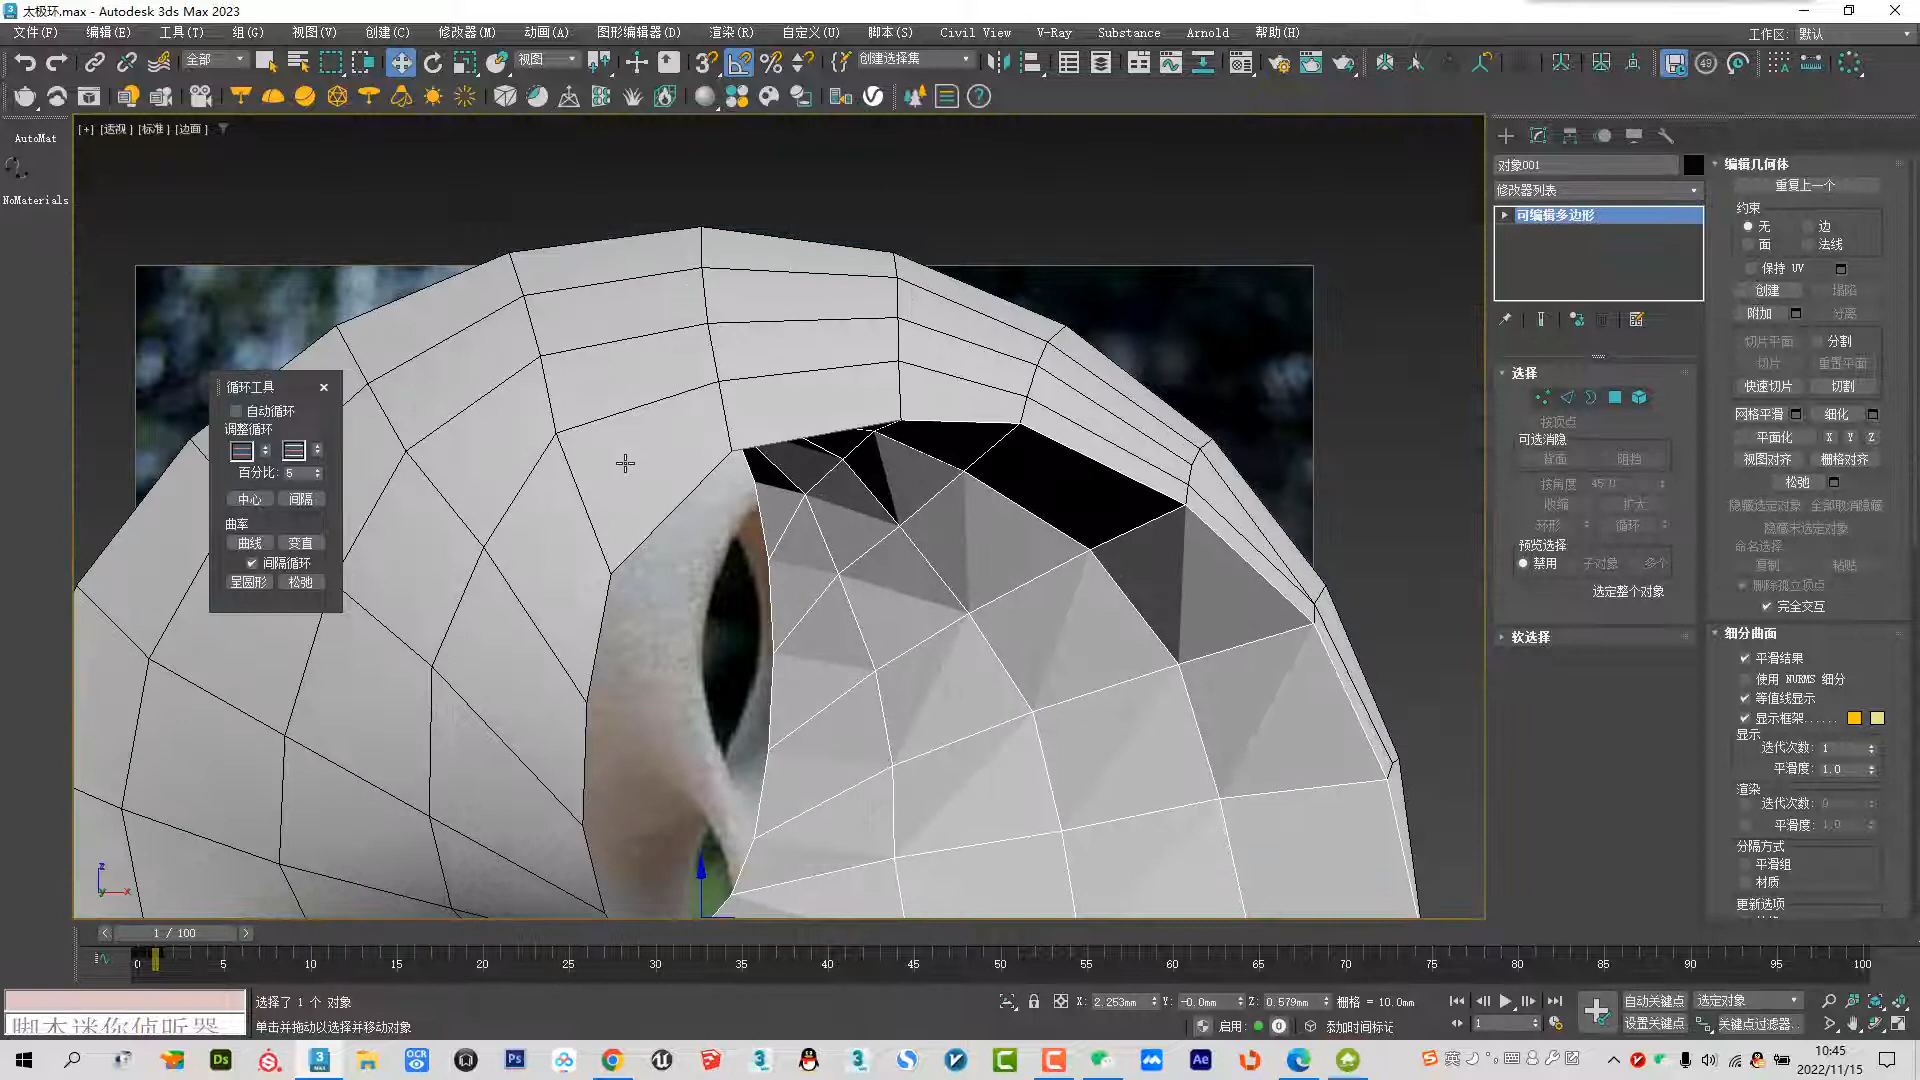 太极环.max - Autodesk 3ds Max 2023
文件(F) 编辑(E) 工具(T) 组(G) 视图(V) 创建(C) 修改器(M) 动画(A) 图形编辑器(D) 渲染(R) 自定义(U) 脚本(S) Civil View V-Ray Substance Arnold 帮助(H) 工作区: 默认
全部 视图 创建选择集 49
AutoMat
NoMaterials
[+] [透视] [标准] [边面]
循环工具
自动循环
调整循环
百分比: 5
中心 间隔
曲率
曲线 变直
间隔循环
呈圆形 松弛
对象001
修改器列表
可编辑多边形
选择
按顶点
可选消隐
背面 阻挡
按角度 45.0
收缩 扩大
环形 循环
预览选择
禁用 子对象 多个
选定整个对象
软选择
编辑几何体
重复上一个
约束
无 边
面 法线
保持 UV
创建 塌陷
附加 分离
切片平面 分割
切片 重置平面
快速切片 切割
网格平滑 细化
平面化 X Y Z
视图对齐 栅格对齐
松弛
隐藏选定对象 全部取消隐藏
隐藏未选定对象
命名选择
复制 粘贴
删除孤立顶点
完全交互
细分曲面
平滑结果
使用 NURMS 细分
等值线显示
显示框架......
显示
迭代次数: 1
平滑度: 1.0
渲染
迭代次数: 0
平滑度: 1.0
分隔方式
平滑组
材质
更新选项
1 / 100
0 5 10 15 20 25 30 35 40 45 50 55 60 65 70 75 80 85 90 95 100
脚本迷你侦听器
选择了 1 个 对象
单击并拖动以选择并移动对象
X: 2.253mm Y: -0.0mm Z: 0.579mm 栅格 = 10.0mm
启用: 0 添加时间标记
1
自动关键点 选定对象
设置关键点 关键点过滤器...
英
10:45
2022/11/15